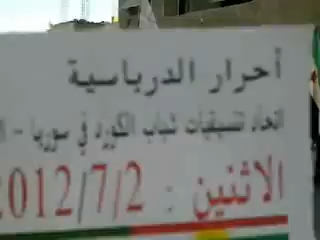 أحرار الدرباسية
اتحاد تنسيقيات شباب الكورد في سوريا -
الاثنين : 2012/7/2